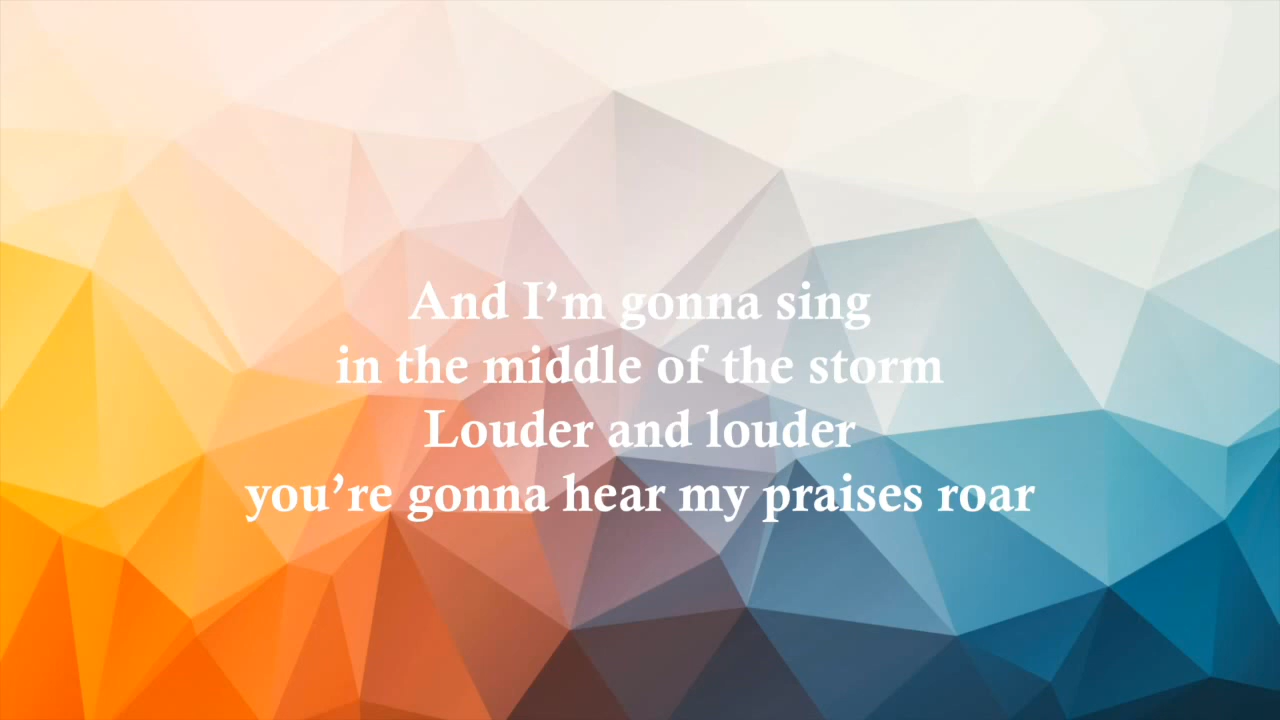 And I’m gonna sing
in the middle of the storm
Louder and louder
you’re gonna hear my praises roar